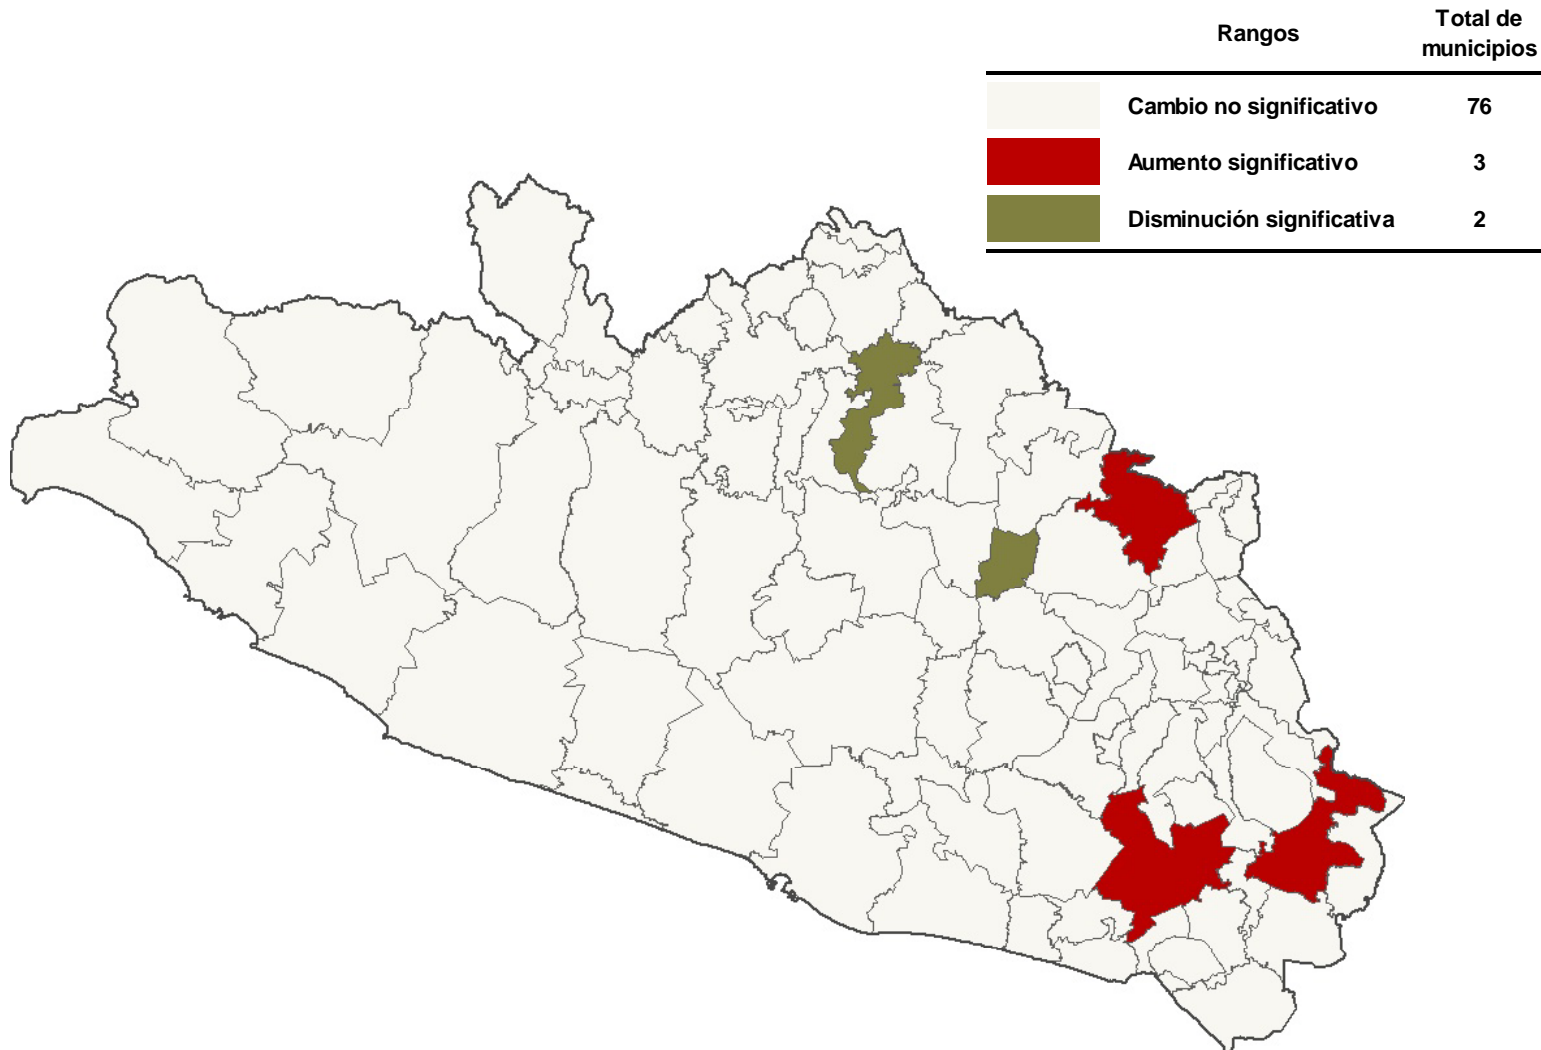 Rangos
Total de
municipios
Cambio no significativo 76
Aumento significativo 3
Disminución significativa 2